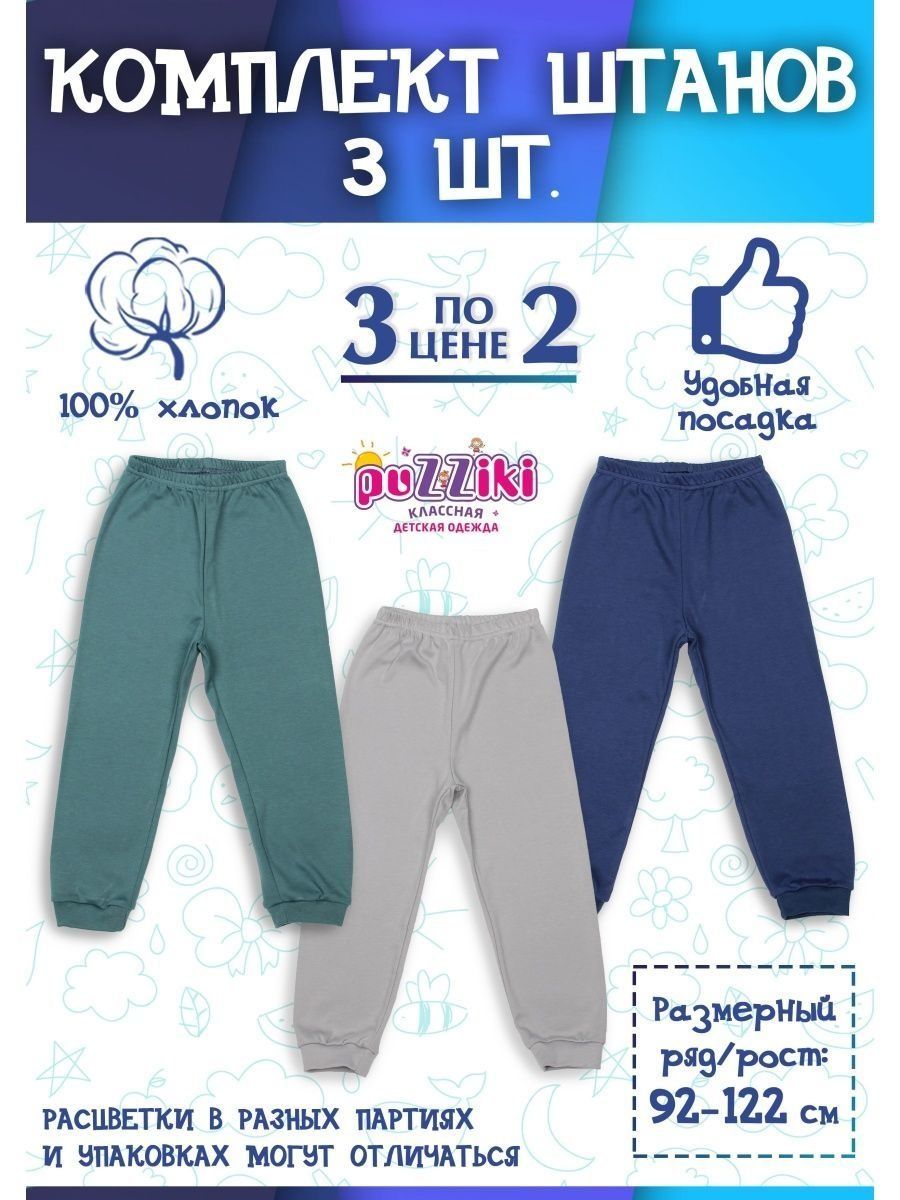 КОМПЛЕКТ ШТАНОВ
3 ШТ.
3 ПО ЦЕНЕ 2
100% хлопок
удобная
посадка
puZZiki
КЛАССНАЯ
ДЕТСКАЯ ОДЕЖДА
Размерный
ряд/рост:
92-122 см
РАСЦВЕТКИ В РАЗНЫХ ПАРТИЯХ
И УПАКОВКАХ МОГУТ ОТЛИЧАТЬСЯ